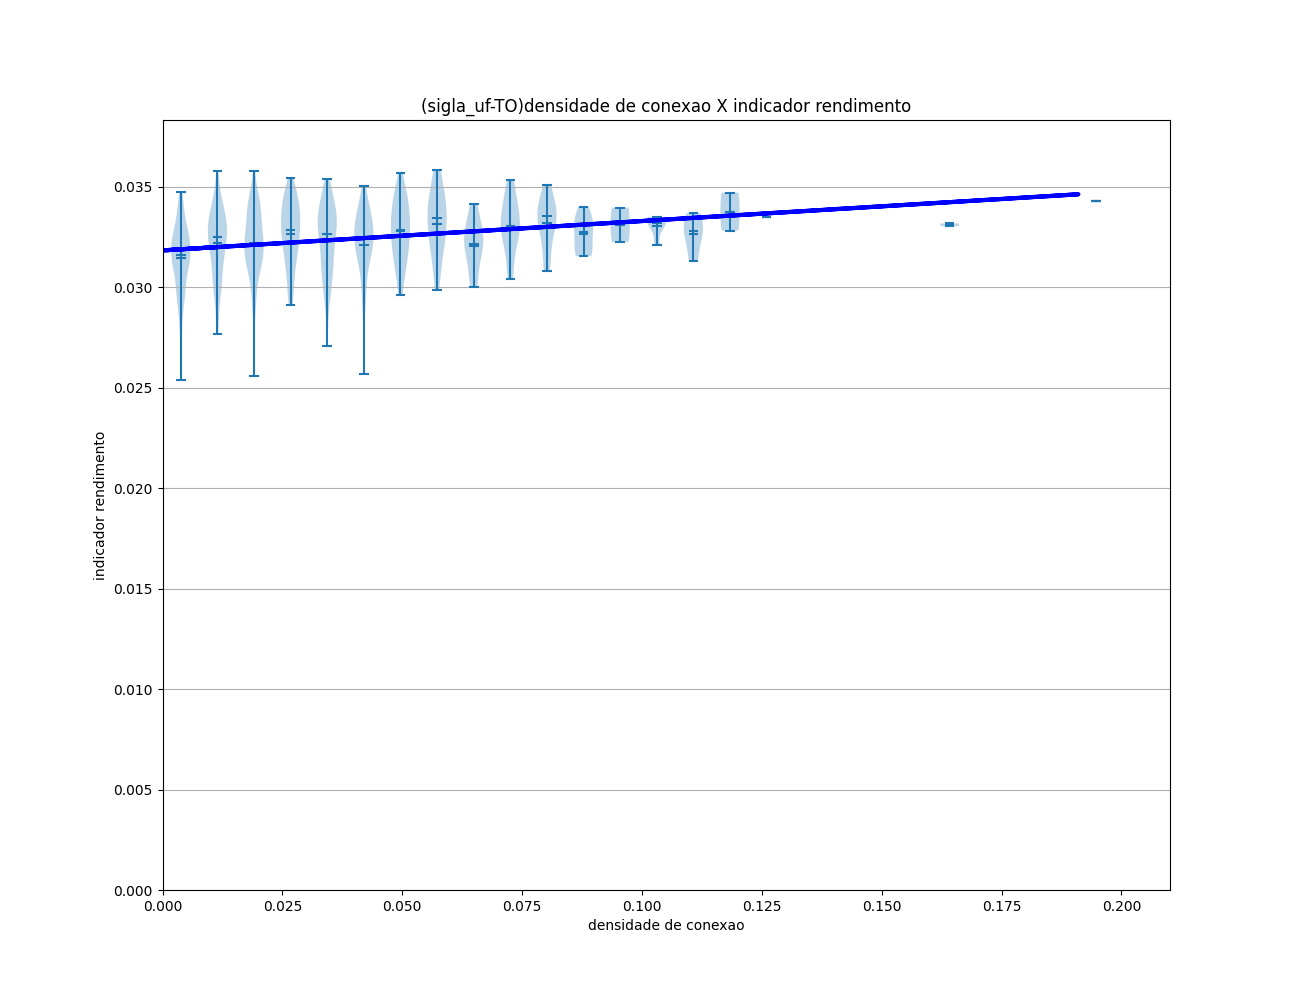 (sigla_uf-TO)densidade de conexao X indicador rendimento
0.035
0.030
0.025
0.020
0.015
0.010
0.005
0.000
indicador rendimento
0.000 0.025 0.050 0.075 0.100 0.125 0.150 0.175 0.200
densidade de conexao